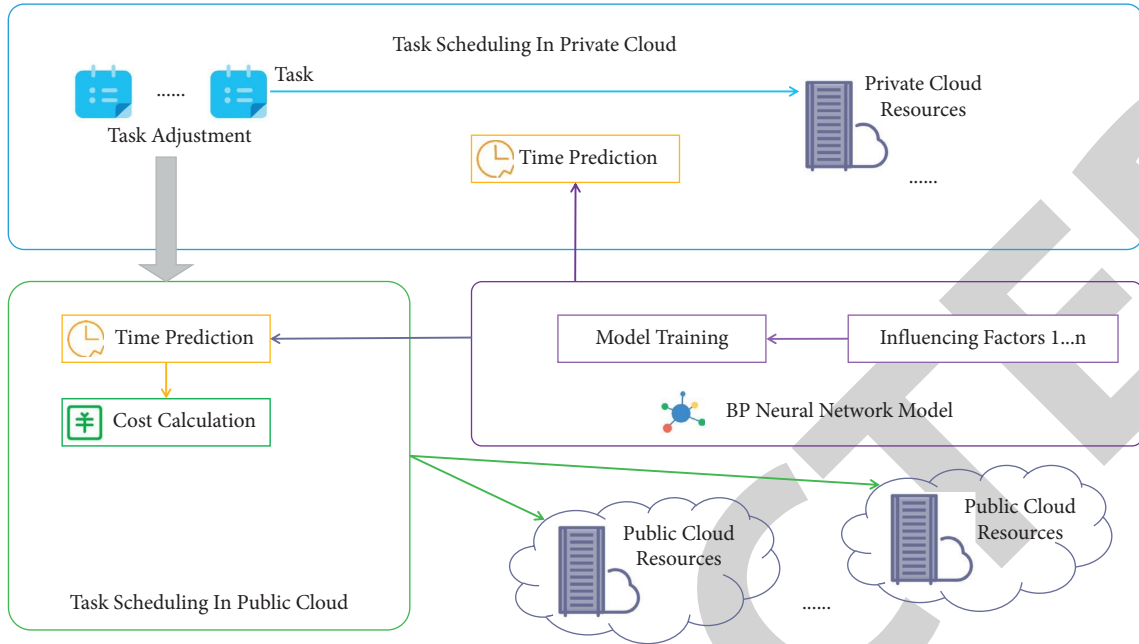 Task Scheduling In Private Cloud
Task
......
Task Adjustment
Private Cloud
Resources
......
Time Prediction
Time Prediction
Cost Calculation
Model Training
Influencing Factors 1...n
BP Neural Network Model
Public Cloud
Resources
Public Cloud
Resources
......
Task Scheduling In Public Cloud